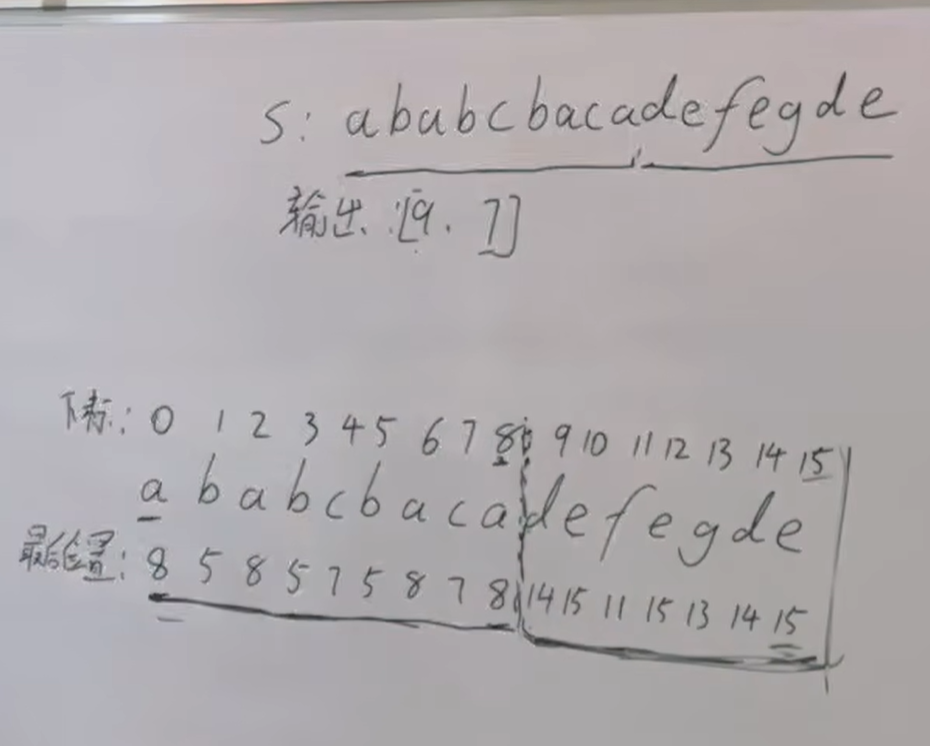 S: ababcbacadefegde
输出:[9, 7]
下标: 0 1 2 3 4 5 6 7 8 9 10 11 12 13 14 15
a b a b c b a c a d e f e g d e
最后位置: 8 5 8 5 7 5 8 7 8 14 15 11 15 13 14 15